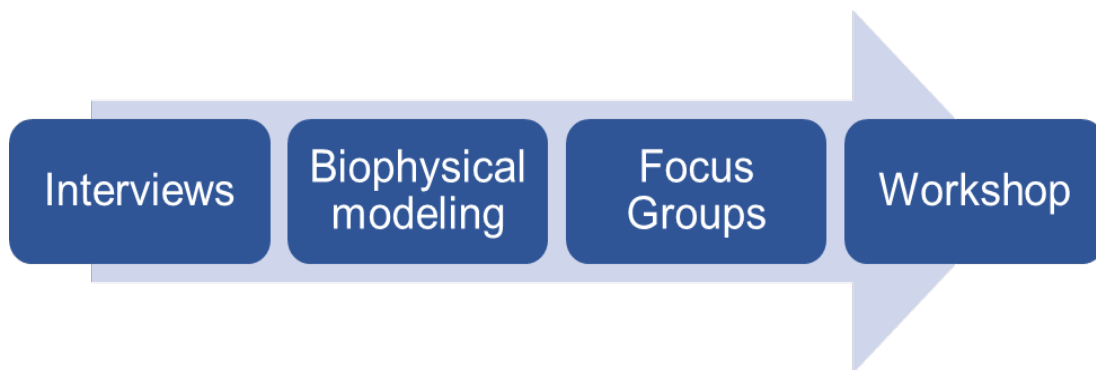 Interviews
Biophysical
modeling
Focus
Groups
Workshop